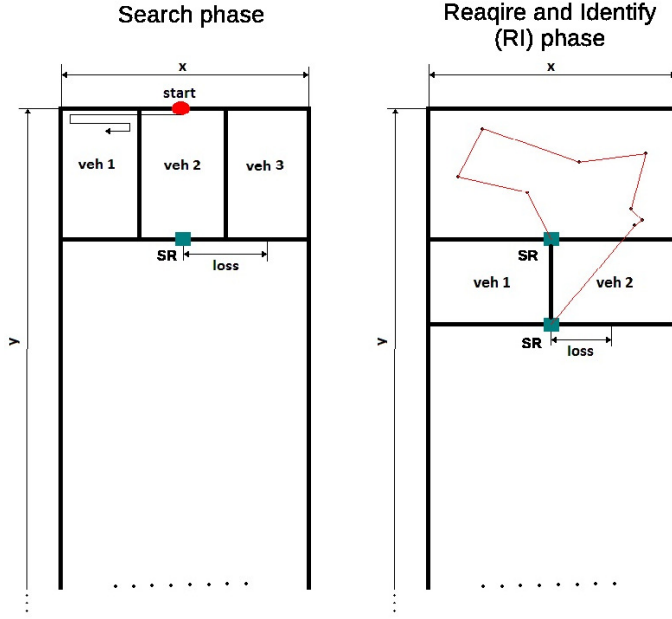 Search phase
x
start
veh 1
veh 2
veh 3
SR
loss
y
Reaqire and Identify
(RI) phase
x
SR
veh 1
veh 2
SR
loss
y